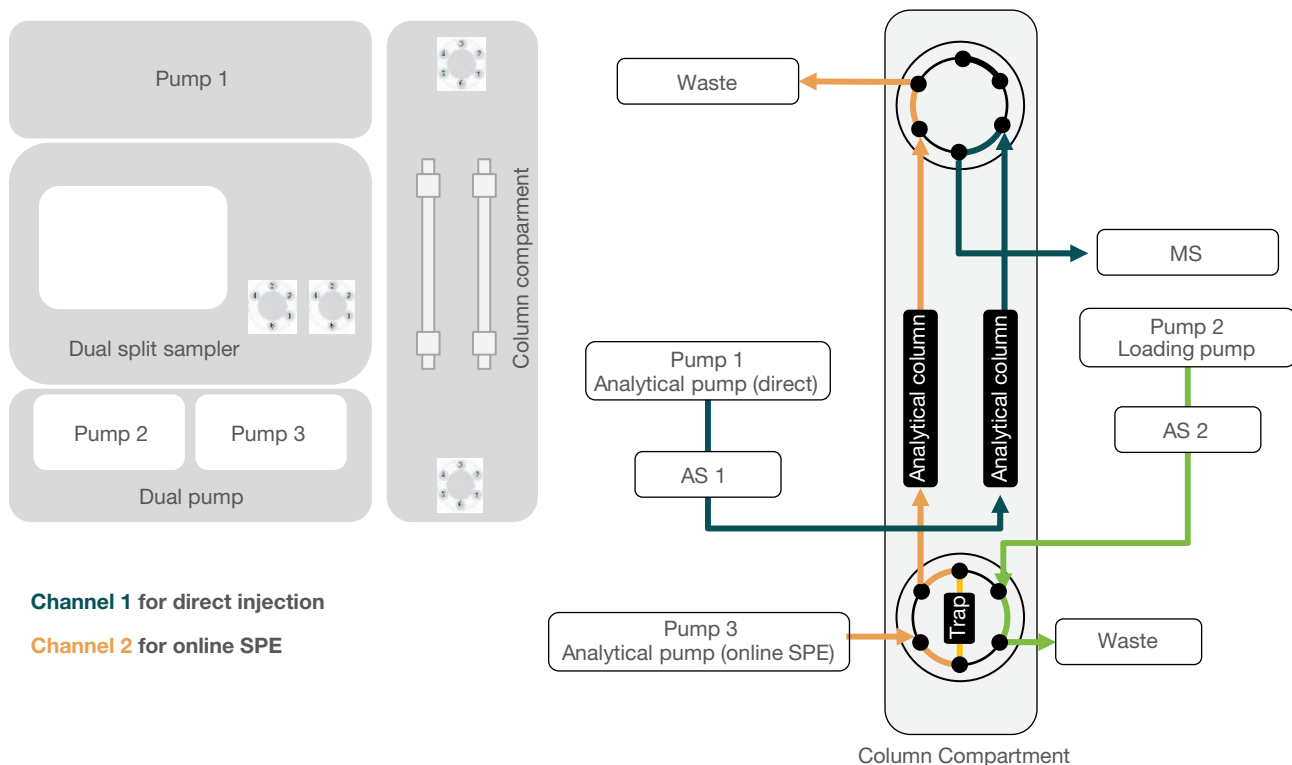 Pump 1
Dual split sampler
Pump 2
Pump 3
Dual pump
Column comparment
Channel 1 for direct injection
Channel 2 for online SPE
Waste
MS
Pump 1
Analytical pump (direct)
AS 1
Analytical column
Analytical column
Pump 2
Loading pump
AS 2
Trap
Pump 3
Analytical pump (online SPE)
Waste
Column Compartment